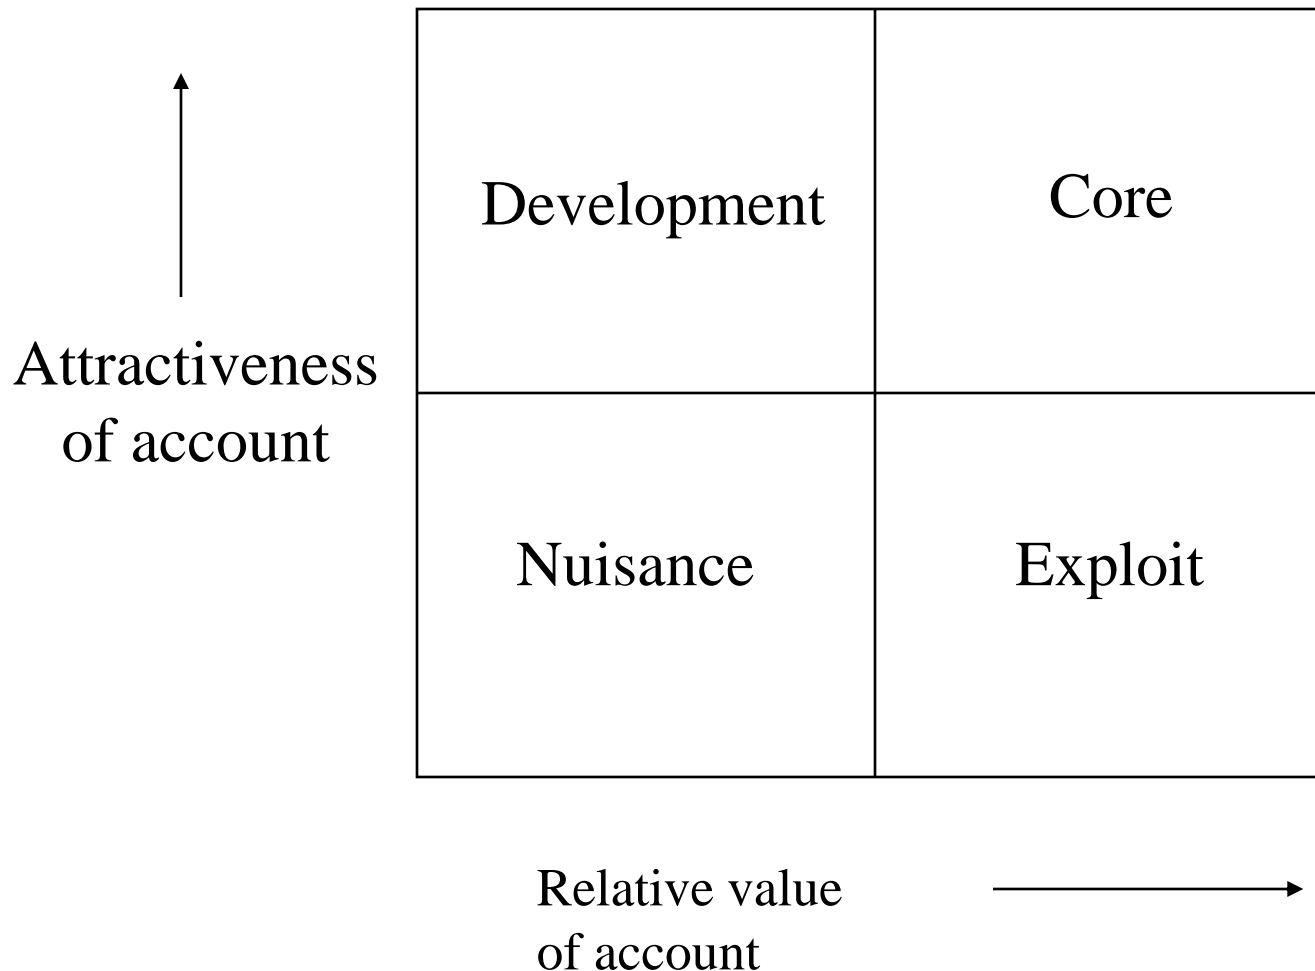 Development
Core
Attractiveness
of account
Nuisance
Exploit
Relative value
of account